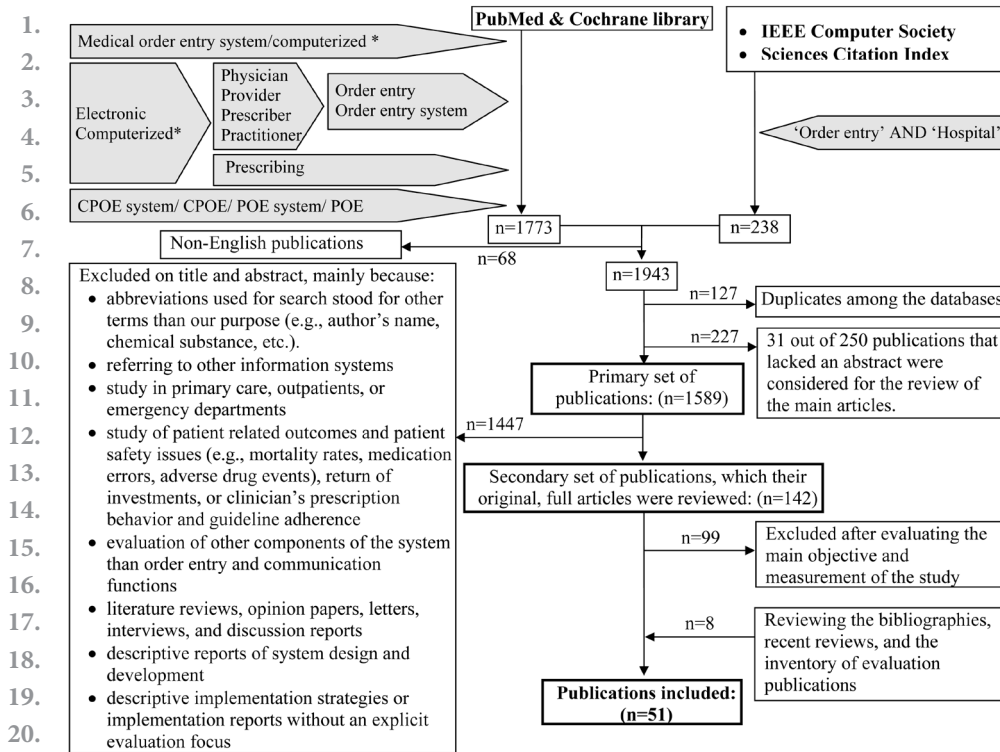 1.
2.
3.
4.
5.
6.
7.
8.
9.
10.
11.
12.
13.
14.
15.
16.
17.
18.
19.
20.
PubMed & Cochrane library
• IEEE Computer Society
• Sciences Citation Index
Medical order entry system/computerized *
Electronic
Computerized*
Physician
Provider
Prescriber
Practitioner
Order entry
Order entry system
Prescribing
'Order entry' AND 'Hospital'
CPOE system/ CPOE/ POE system/ POE
n=1773
n=238
Non-English publications
n=68
n=1943
Excluded on title and abstract, mainly because:
• abbreviations used for search stood for other
terms than our purpose (e.g., author's name,
chemical substance, etc.).
• referring to other information systems
• study in primary care, outpatients, or
emergency departments
• study of patient related outcomes and patient
safety issues (e.g., mortality rates, medication
errors, adverse drug events), return of
investments, or clinician's prescription
behavior and guideline adherence
• evaluation of other components of the system
than order entry and communication
functions
• literature reviews, opinion papers, letters,
interviews, and discussion reports
• descriptive reports of system design and
development
• descriptive implementation strategies or
implementation reports without an explicit
evaluation focus
n=127
Duplicates among the databases
n=227
31 out of 250 publications that
lacked an abstract were
considered for the review of
the main articles.
Primary set of
publications: (n=1589)
n=1447
Secondary set of publications, which their
original, full articles were reviewed: (n=142)
n=99
Excluded after evaluating the
main objective and
measurement of the study
n=8
Reviewing the bibliographies,
recent reviews, and the
inventory of evaluation
publications
Publications included:
(n=51)